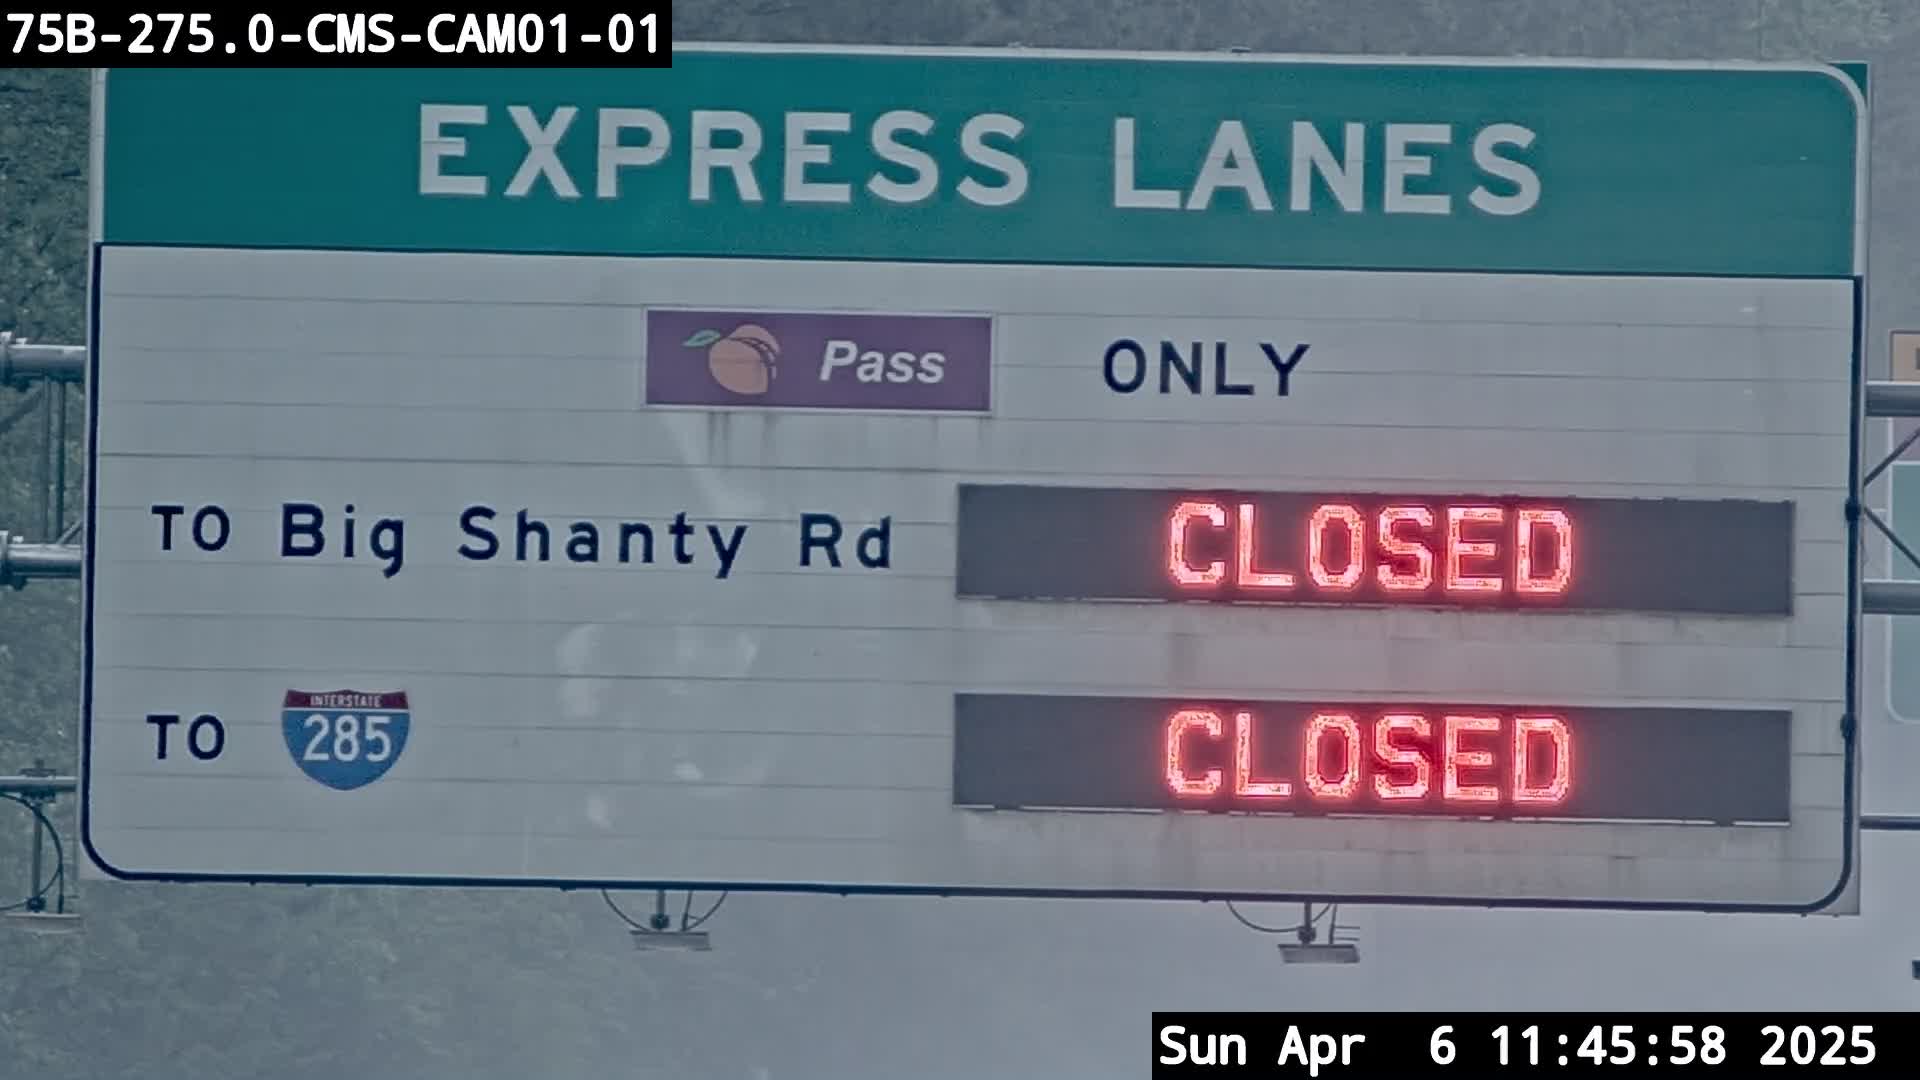 75B-275.0-CMS-CAM01-01
EXPRESS LANES
Pass ONLY
TO Big Shanty Rd CLOSED
TO INTERSTATE 285 CLOSED
Sun Apr 6 11:45:58 2025